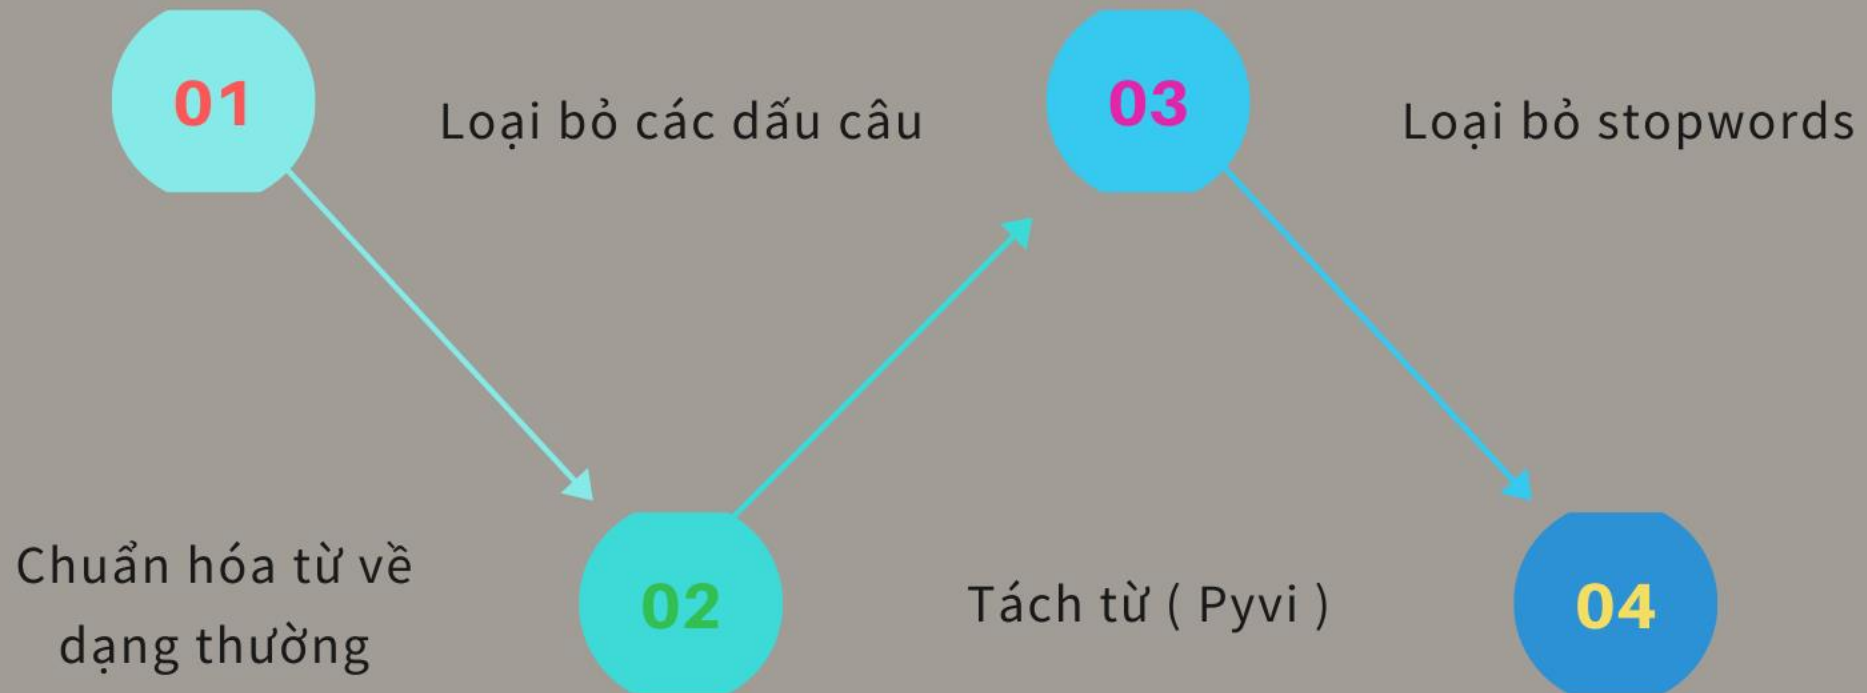 01
Loại bỏ các dấu câu
03
Loại bỏ stopwords
Chuẩn hóa từ về
dạng thường
02
Tách từ ( Pyvi )
04